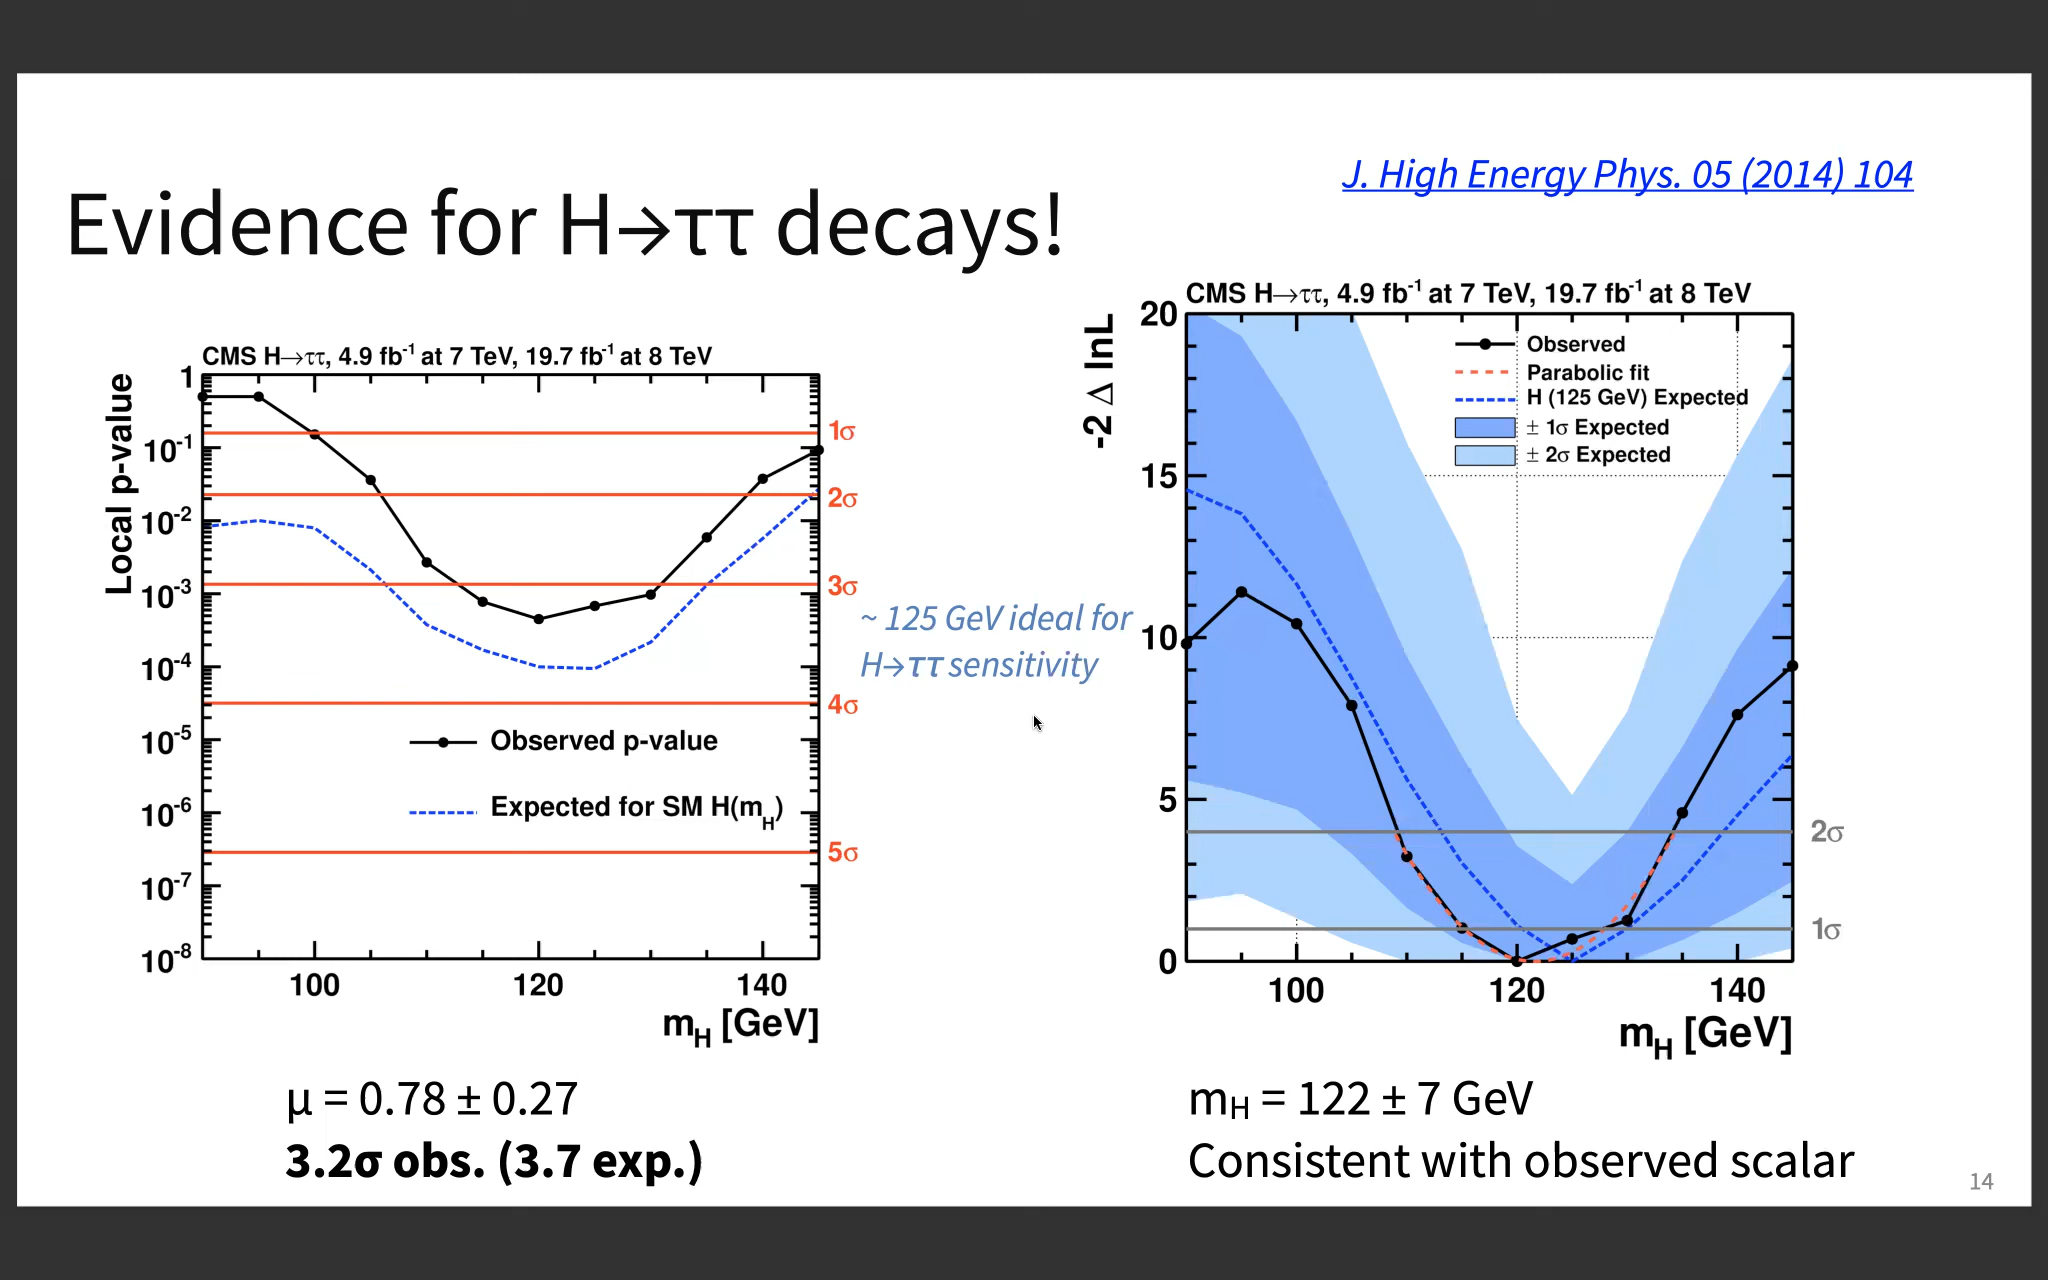 J. High Energy Phys. 05 (2014) 104
Evidence for H→ττ decays!
CMS H→ττ, 4.9 fb⁻¹ at 7 TeV, 19.7 fb⁻¹ at 8 TeV
Local p-value
1
10⁻¹
10⁻²
10⁻³
10⁻⁴
10⁻⁵
10⁻⁶
10⁻⁷
10⁻⁸
1σ
2σ
3σ
4σ
5σ
Observed p-value
Expected for SM H(m_H)
100
120
140
m_H [GeV]
~ 125 GeV ideal for
H→ττ sensitivity
CMS H→ττ, 4.9 fb⁻¹ at 7 TeV, 19.7 fb⁻¹ at 8 TeV
-2 Δ lnL
20
15
10
5
0
Observed
Parabolic fit
H (125 GeV) Expected
± 1σ Expected
± 2σ Expected
2σ
1σ
100
120
140
m_H [GeV]
μ = 0.78 ± 0.27
3.2σ obs. (3.7 exp.)
m_H = 122 ± 7 GeV
Consistent with observed scalar
14